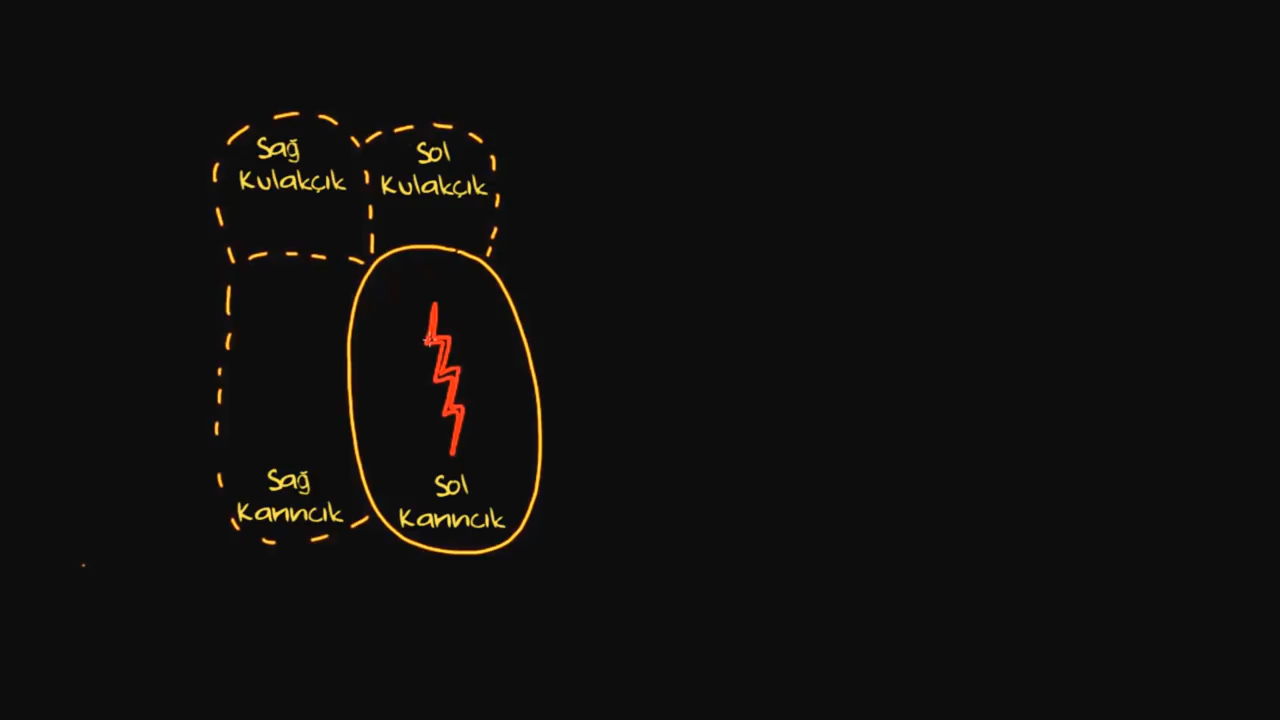 Sağ
Kulakçık
Sol
Kulakçık
Sağ
Karıncık
Sol
Karıncık